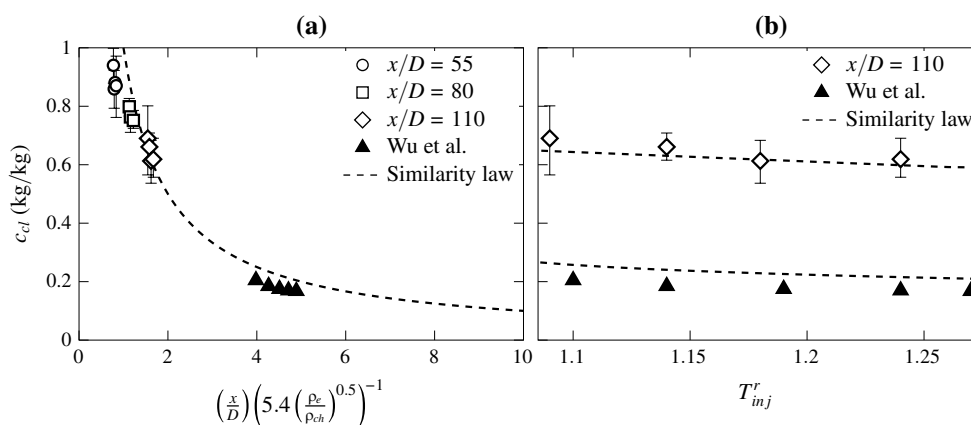 (a)
1
0.8
0.6
0.4
0.2
0
c_cl (kg/kg)
x/D = 55
x/D = 80
x/D = 110
Wu et al.
Similarity law
0 2 4 6 8 10
(x/D)(5.4(ρ_e/ρ_ch)^0.5)^−1
(b)
x/D = 110
Wu et al.
Similarity law
1.1 1.15 1.2 1.25
T^r_inj